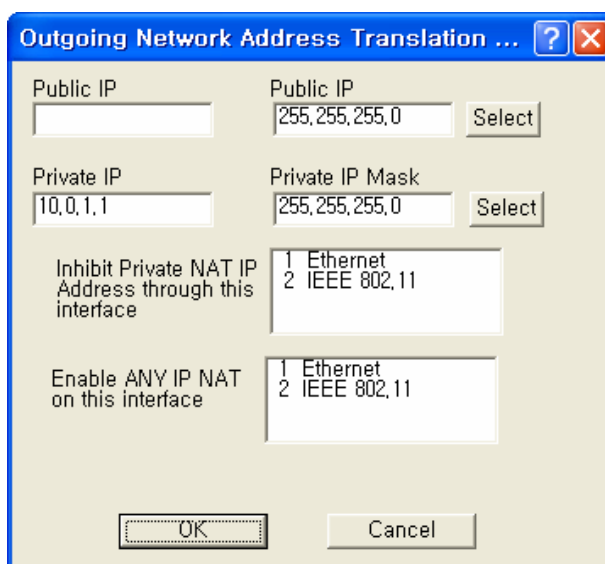 Outgoing Network Address Translation ...
Public IP Public IP
255,255,255,0 Select
Private IP Private IP Mask
10,0,1,1 255,255,255,0 Select
Inhibit Private NAT IP
Address through this
interface
1 Ethernet
2 IEEE 802,11
Enable ANY IP NAT
on this interface
1 Ethernet
2 IEEE 802,11
OK Cancel